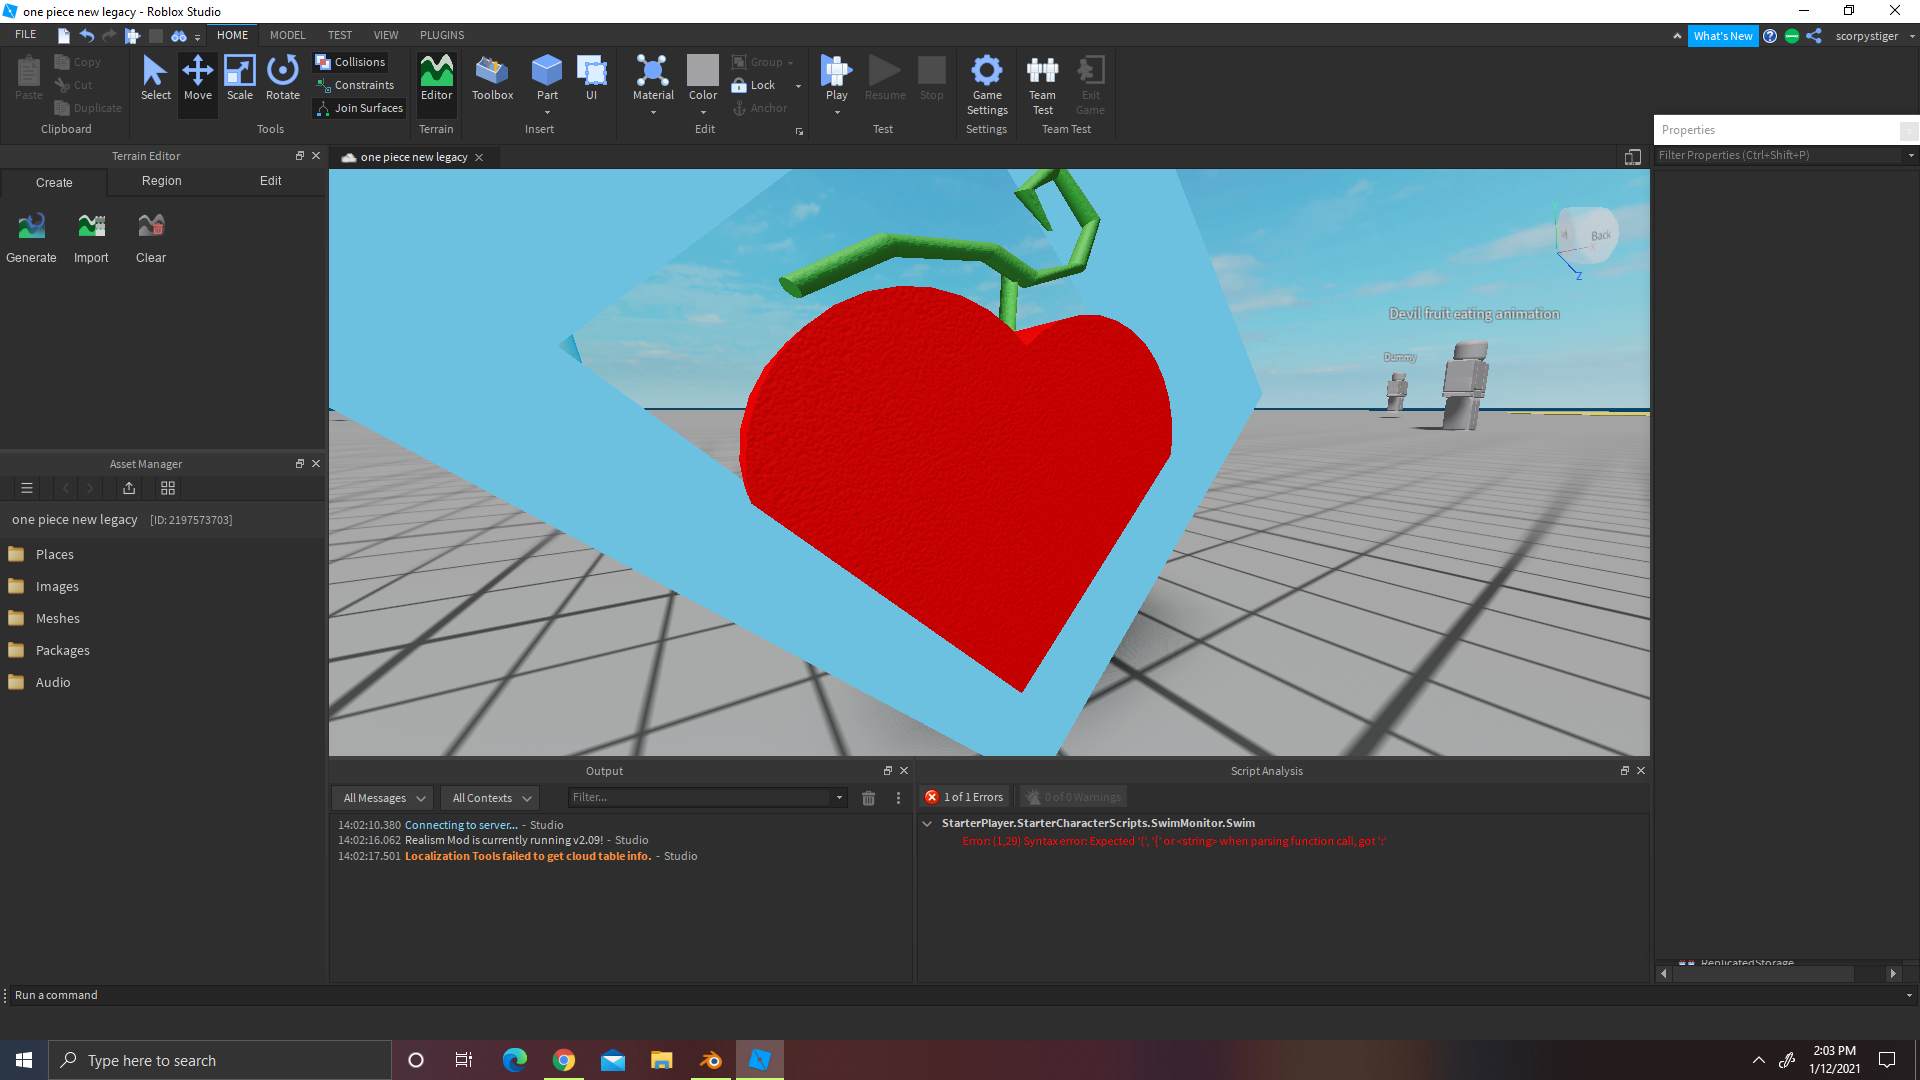 one piece new legacy - Roblox Studio
FILE HOME MODEL TEST VIEW PLUGINS What's New scorpystiger
Paste Copy Cut Duplicate Clipboard
Select Move Scale Rotate Tools
Collisions
Constraints
Join Surfaces
Editor Terrain
Toolbox Part UI Insert
Material Color Group Lock Anchor Edit
Play Resume Stop Test
Game Settings Settings
Team Test Exit Game Team Test
Properties
Filter Properties (Ctrl+Shift+P)
Terrain Editor
Create Region Edit
Generate Import Clear
one piece new legacy
Back
Z
Devil fruit eating animation
Dummy
Asset Manager
one piece new legacy [ID: 2197573703]
Places
Images
Meshes
Packages
Audio
Output
All Messages All Contexts Filter...
14:02:10.380 Connecting to server... - Studio
14:02:16.062 Realism Mod is currently running v2.09! - Studio
14:02:17.501 Localization Tools failed to get cloud table info. - Studio
Script Analysis
1 of 1 Errors 0 of 0 Warnings
StarterPlayer.StarterCharacterScripts.SwimMonitor.Swim
Error: (1,29) Syntax error: Expected '(', '{' or <string> when parsing function call, got ':'
ReplicatedStorage
Run a command
Type here to search
2:03 PM
1/12/2021